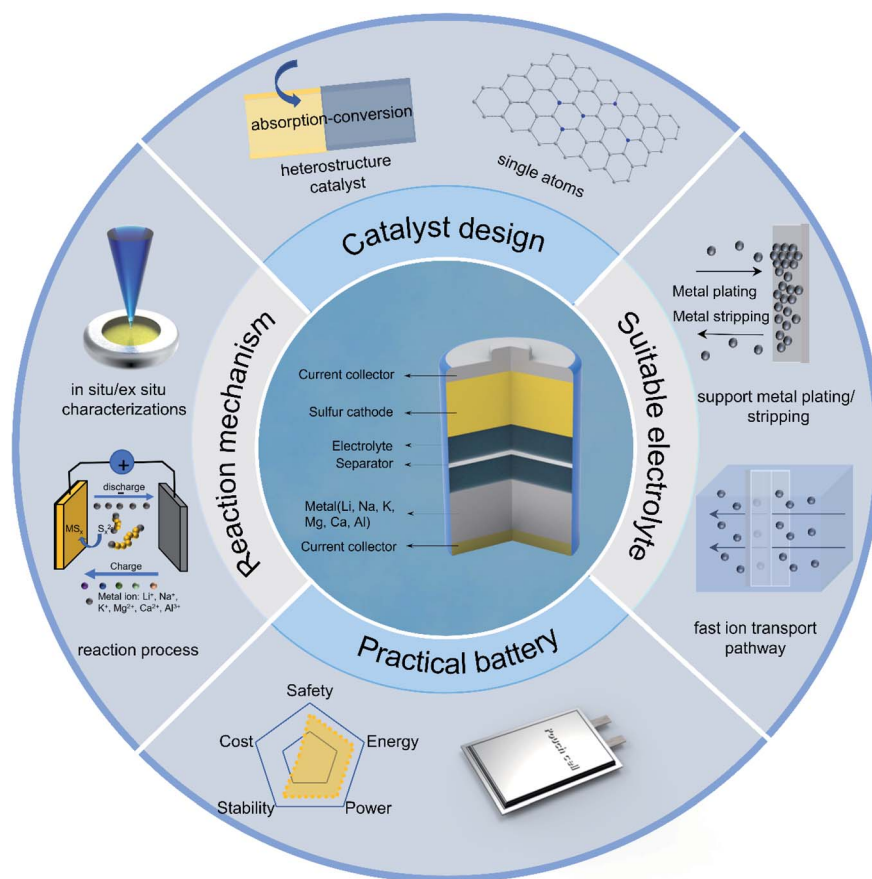 absorption-conversion
heterostructure
catalyst
single atoms
Catalyst design
Reaction mechanism
Suitable electrolyte
Practical battery
in situ/ex situ
characterizations
+
discharge
MSₓ
Sₓ²⁻
Charge
Metal ion: Li⁺, Na⁺,
K⁺, Mg²⁺, Ca²⁺, Al³⁺
reaction process
Current collector
Sulfur cathode
Electrolyte
Separator
Metal(Li, Na, K,
Mg, Ca, Al)
Current collector
Metal plating
Metal stripping
support metal plating/
stripping
fast ion transport
pathway
Safety
Cost
Energy
Stability
Power
Pouch cell